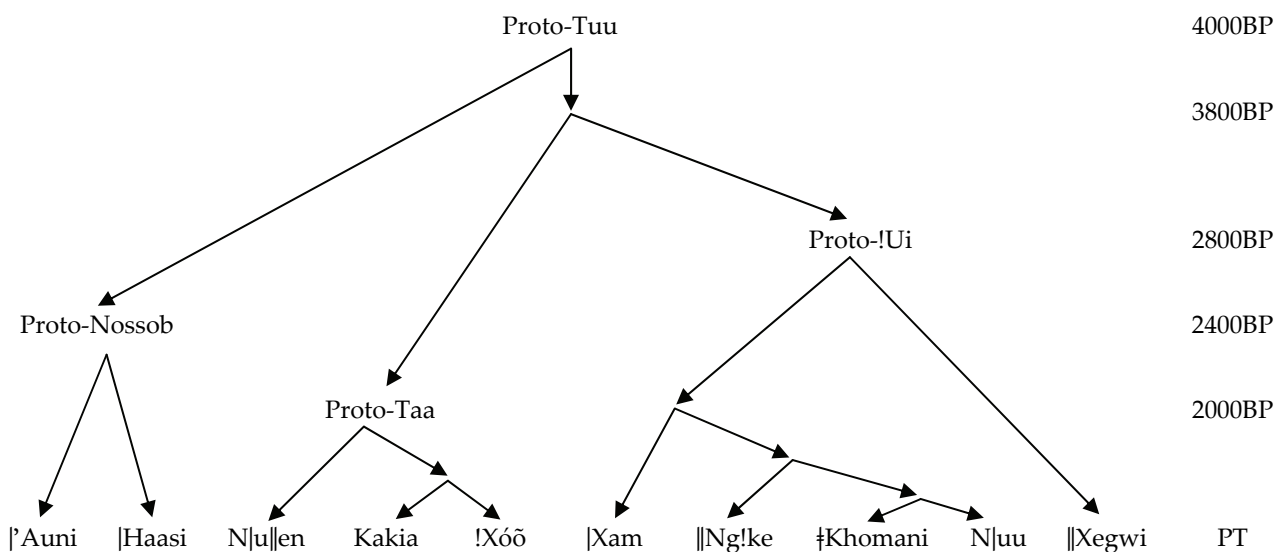 Proto-Tuu 4000BP
3800BP
Proto-!Ui 2800BP
Proto-Nossob 2400BP
Proto-Taa 2000BP
|’Auni |Haasi N|u‖en Kakia !Xóõ |Xam ‖Ng!ke ǂKhomani N|uu ‖Xegwi PT